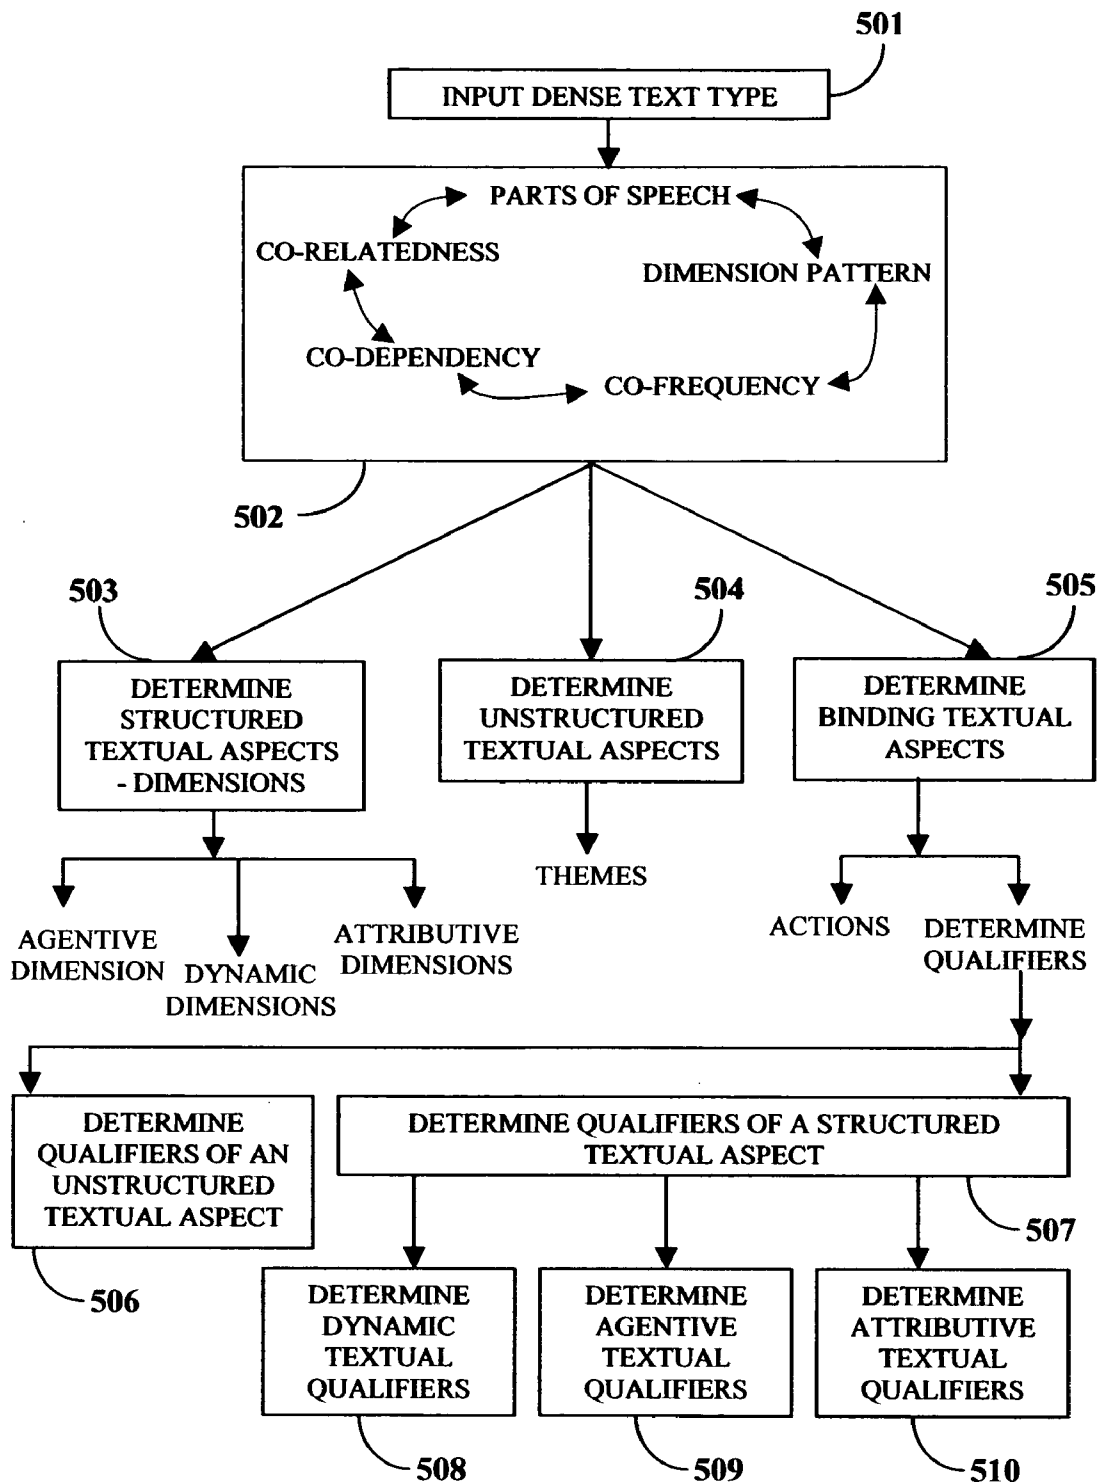 501
INPUT DENSE TEXT TYPE
PARTS OF SPEECH
CO-RELATEDNESS
DIMENSION PATTERN
CO-DEPENDENCY
CO-FREQUENCY
502
503
504
505
DETERMINE
STRUCTURED
TEXTUAL ASPECTS
- DIMENSIONS
DETERMINE
UNSTRUCTURED
TEXTUAL ASPECTS
DETERMINE
BINDING TEXTUAL
ASPECTS
AGENTIVE
DIMENSION
DYNAMIC
DIMENSIONS
ATTRIBUTIVE
DIMENSIONS
THEMES
ACTIONS
DETERMINE
QUALIFIERS
DETERMINE
QUALIFIERS OF AN
UNSTRUCTURED
TEXTUAL ASPECT
506
DETERMINE QUALIFIERS OF A STRUCTURED
TEXTUAL ASPECT
507
DETERMINE
DYNAMIC
TEXTUAL
QUALIFIERS
508
DETERMINE
AGENTIVE
TEXTUAL
QUALIFIERS
509
DETERMINE
ATTRIBUTIVE
TEXTUAL
QUALIFIERS
510